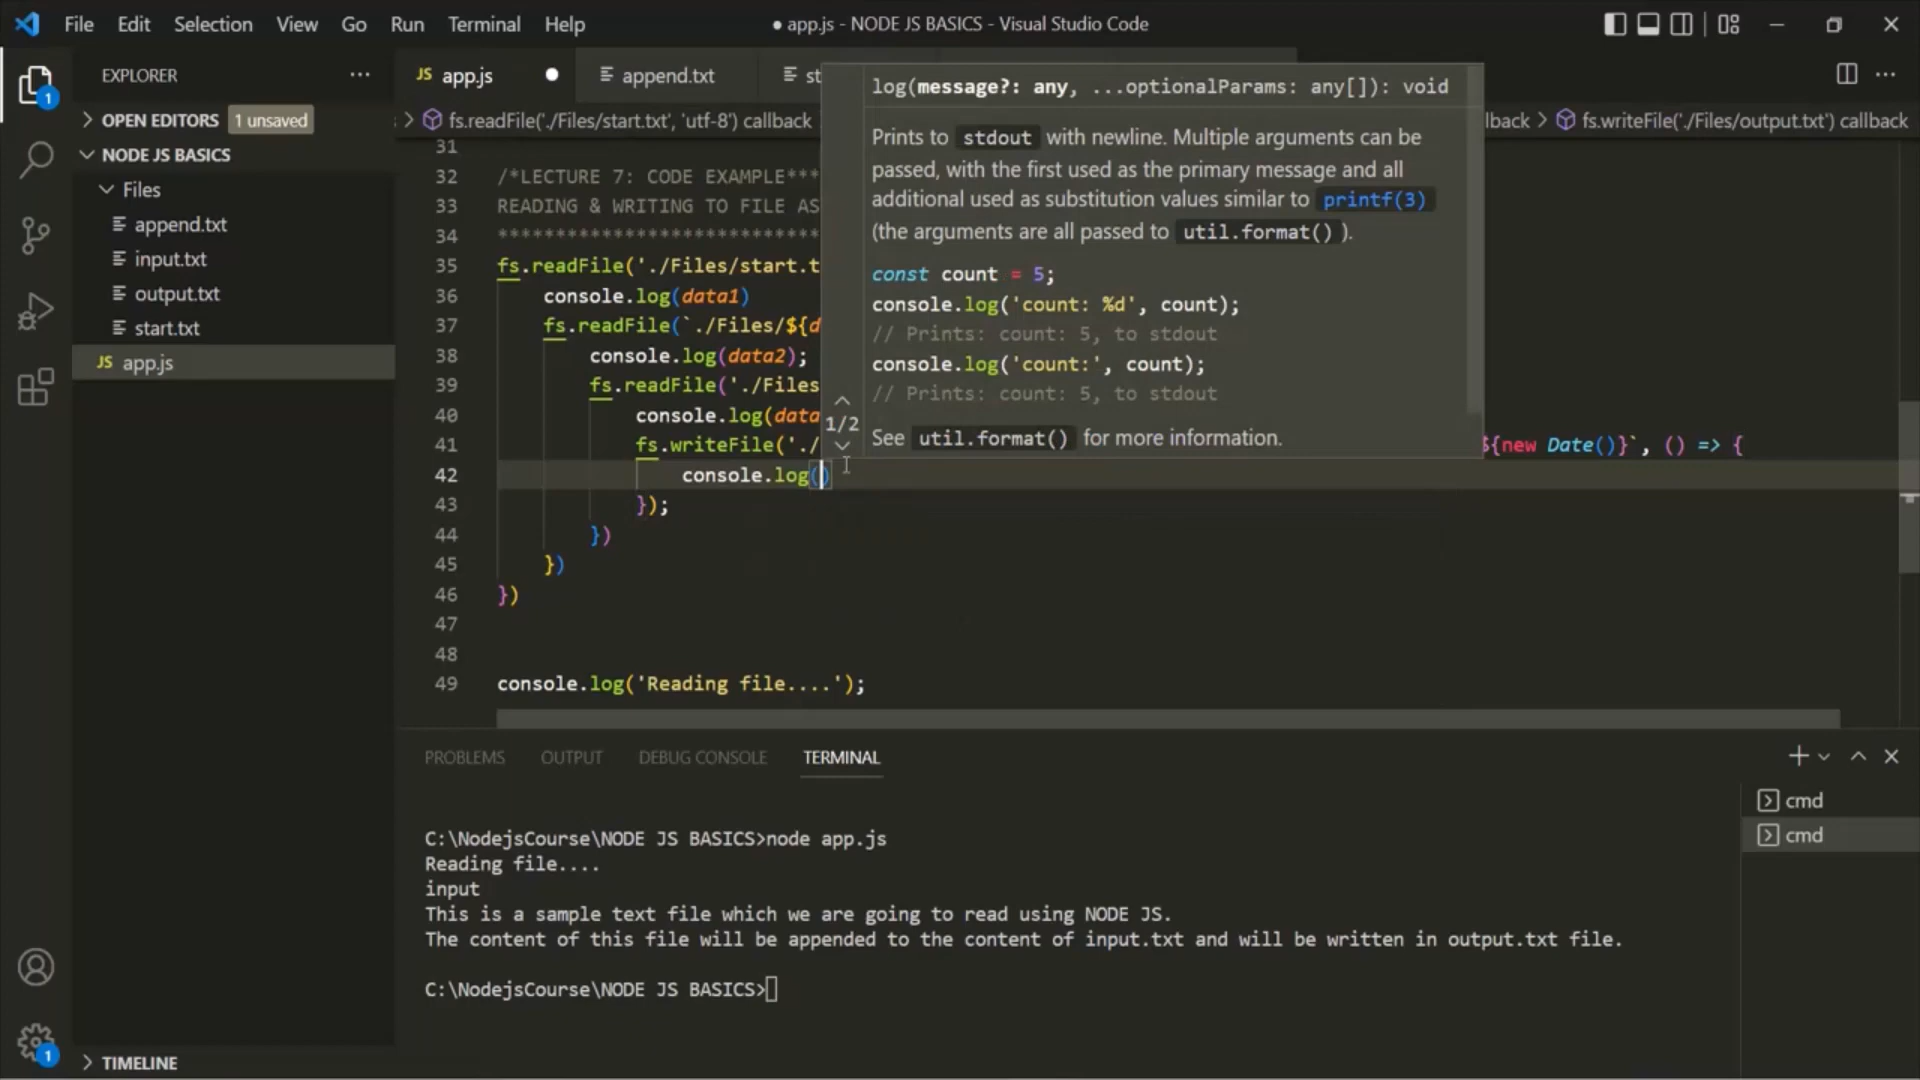 File Edit Selection View Go Run Terminal Help
● app.js - NODE JS BASICS - Visual Studio Code
EXPLORER
OPEN EDITORS 1 unsaved
NODE JS BASICS
Files
append.txt
input.txt
output.txt
start.txt
JS app.js
TIMELINE
1
1
JS app.js ● append.txt st
fs.readFile('./Files/start.txt', 'utf-8') callback
lback > fs.writeFile('./Files/output.txt') callback
31
32 /*LECTURE 7: CODE EXAMPLE***
33 READING & WRITING TO FILE AS
34 ****************************
35 fs.readFile('./Files/start.t
36 console.log(data1)
37 fs.readFile(`./Files/${d
38 console.log(data2);
39 fs.readFile('./Files
40 console.log(data
41 fs.writeFile('./ ${new Date()}`, () => {
42 console.log()
43 });
44 })
45 })
46 })
47
48
49 console.log('Reading file....');
1/2
log(message?: any, ...optionalParams: any[]): void
Prints to stdout with newline. Multiple arguments can be
passed, with the first used as the primary message and all
additional used as substitution values similar to printf(3)
(the arguments are all passed to util.format() ).
const count = 5;
console.log('count: %d', count);
// Prints: count: 5, to stdout
console.log('count:', count);
// Prints: count: 5, to stdout
See util.format() for more information.
PROBLEMS OUTPUT DEBUG CONSOLE TERMINAL
C:\NodejsCourse\NODE JS BASICS>node app.js
Reading file....
input
This is a sample text file which we are going to read using NODE JS.
The content of this file will be appended to the content of input.txt and will be written in output.txt file.
C:\NodejsCourse\NODE JS BASICS>
cmd
cmd